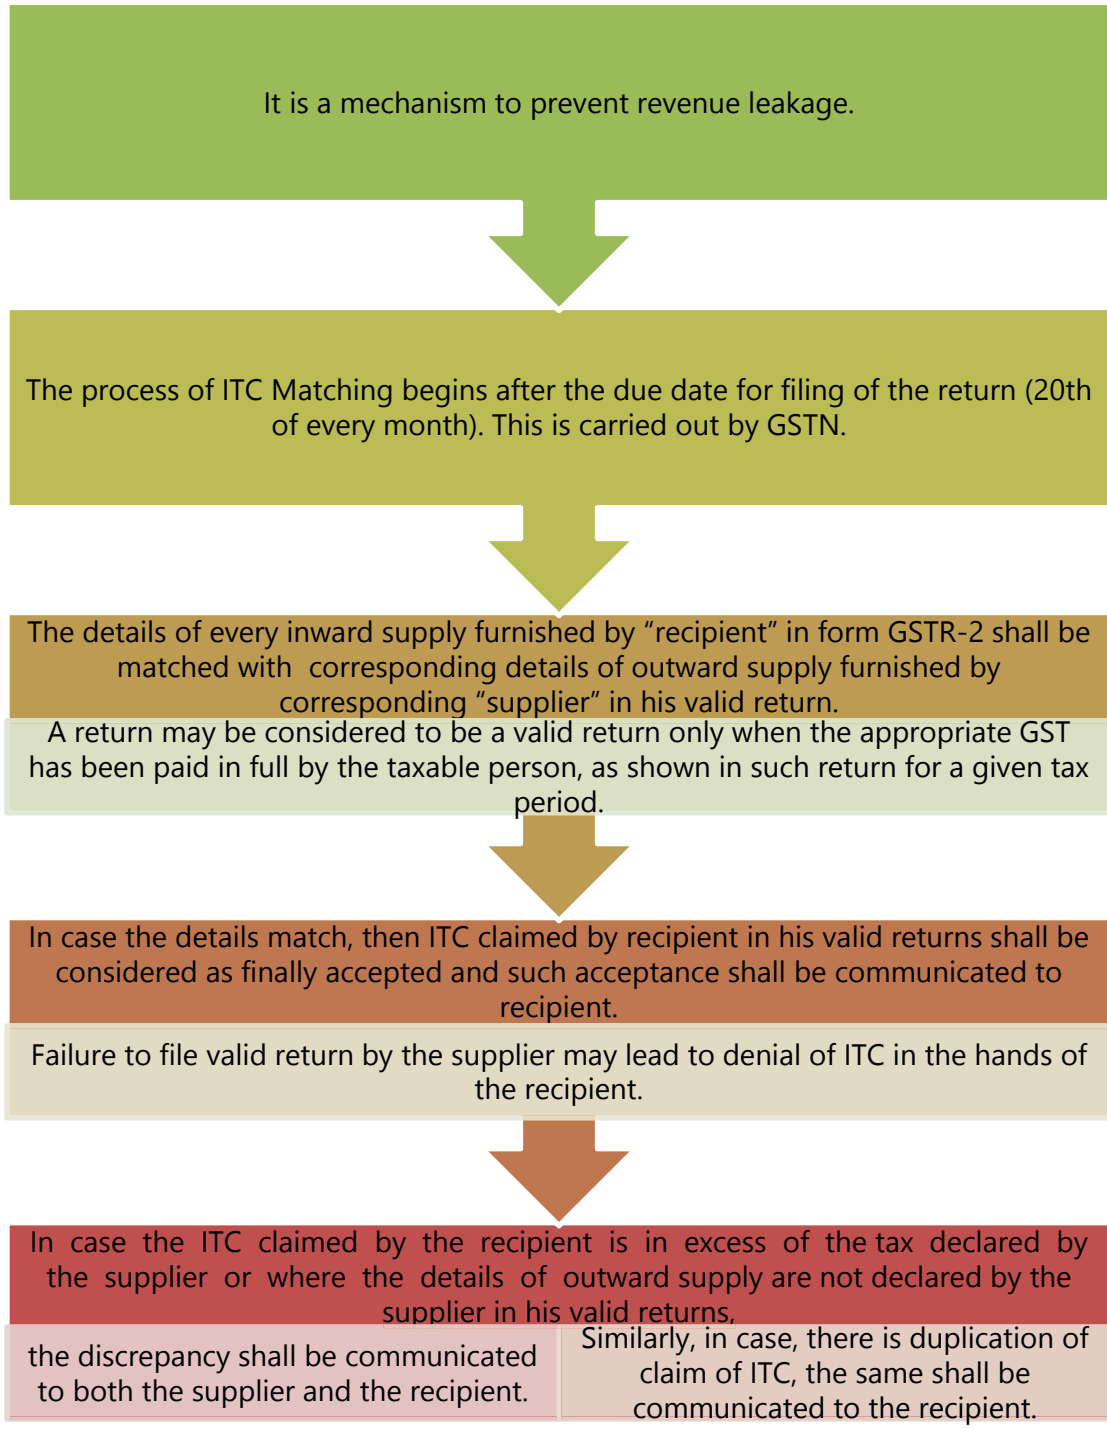 It is a mechanism to prevent revenue leakage.
The process of ITC Matching begins after the due date for filing of the return (20th
of every month). This is carried out by GSTN.
The details of every inward supply furnished by “recipient” in form GSTR-2 shall be
matched with corresponding details of outward supply furnished by
corresponding “supplier” in his valid return.
A return may be considered to be a valid return only when the appropriate GST
has been paid in full by the taxable person, as shown in such return for a given tax
period.
In case the details match, then ITC claimed by recipient in his valid returns shall be
considered as finally accepted and such acceptance shall be communicated to
recipient.
Failure to file valid return by the supplier may lead to denial of ITC in the hands of
the recipient.
In case the ITC claimed by the recipient is in excess of the tax declared by
the supplier or where the details of outward supply are not declared by the
supplier in his valid returns,
the discrepancy shall be communicated
to both the supplier and the recipient.
Similarly, in case, there is duplication of
claim of ITC, the same shall be
communicated to the recipient.